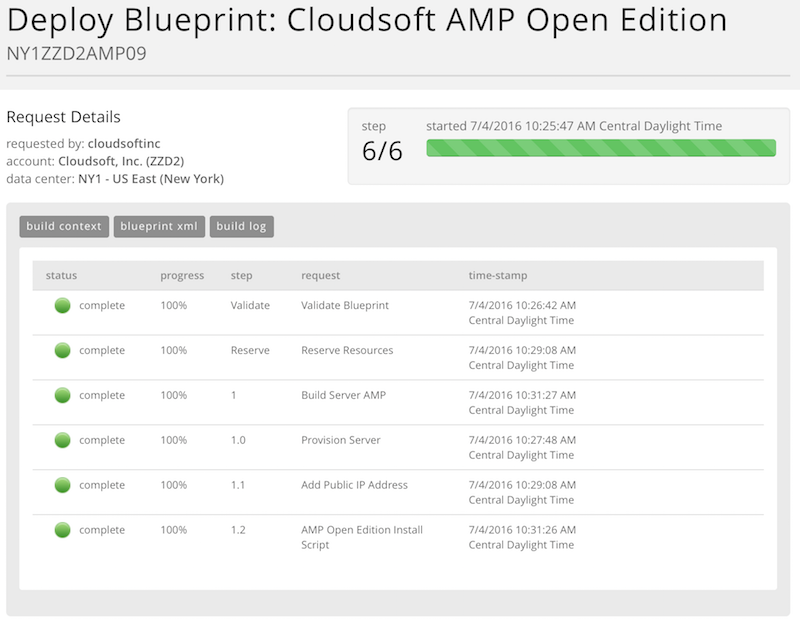 Deploy Blueprint: Cloudsoft AMP Open Edition
NY1ZZD2AMP09
Request Details
requested by: cloudsoftinc
account: Cloudsoft, Inc. (ZZD2)
data center: NY1 - US East (New York)
step
6/6
started 7/4/2016 10:25:47 AM Central Daylight Time
build context blueprint xml build log
status progress step request time-stamp
complete 100% Validate Validate Blueprint 7/4/2016 10:26:42 AM
Central Daylight Time
complete 100% Reserve Reserve Resources 7/4/2016 10:29:08 AM
Central Daylight Time
complete 100% 1 Build Server AMP 7/4/2016 10:31:27 AM
Central Daylight Time
complete 100% 1.0 Provision Server 7/4/2016 10:27:48 AM
Central Daylight Time
complete 100% 1.1 Add Public IP Address 7/4/2016 10:29:08 AM
Central Daylight Time
complete 100% 1.2 AMP Open Edition Install 7/4/2016 10:31:26 AM
Script Central Daylight Time